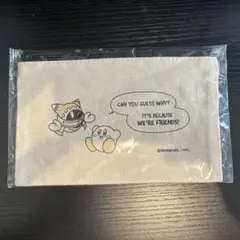 CAN YOU GUESS WHY?
IT'S BECAUSE
WE'RE FRIENDS!